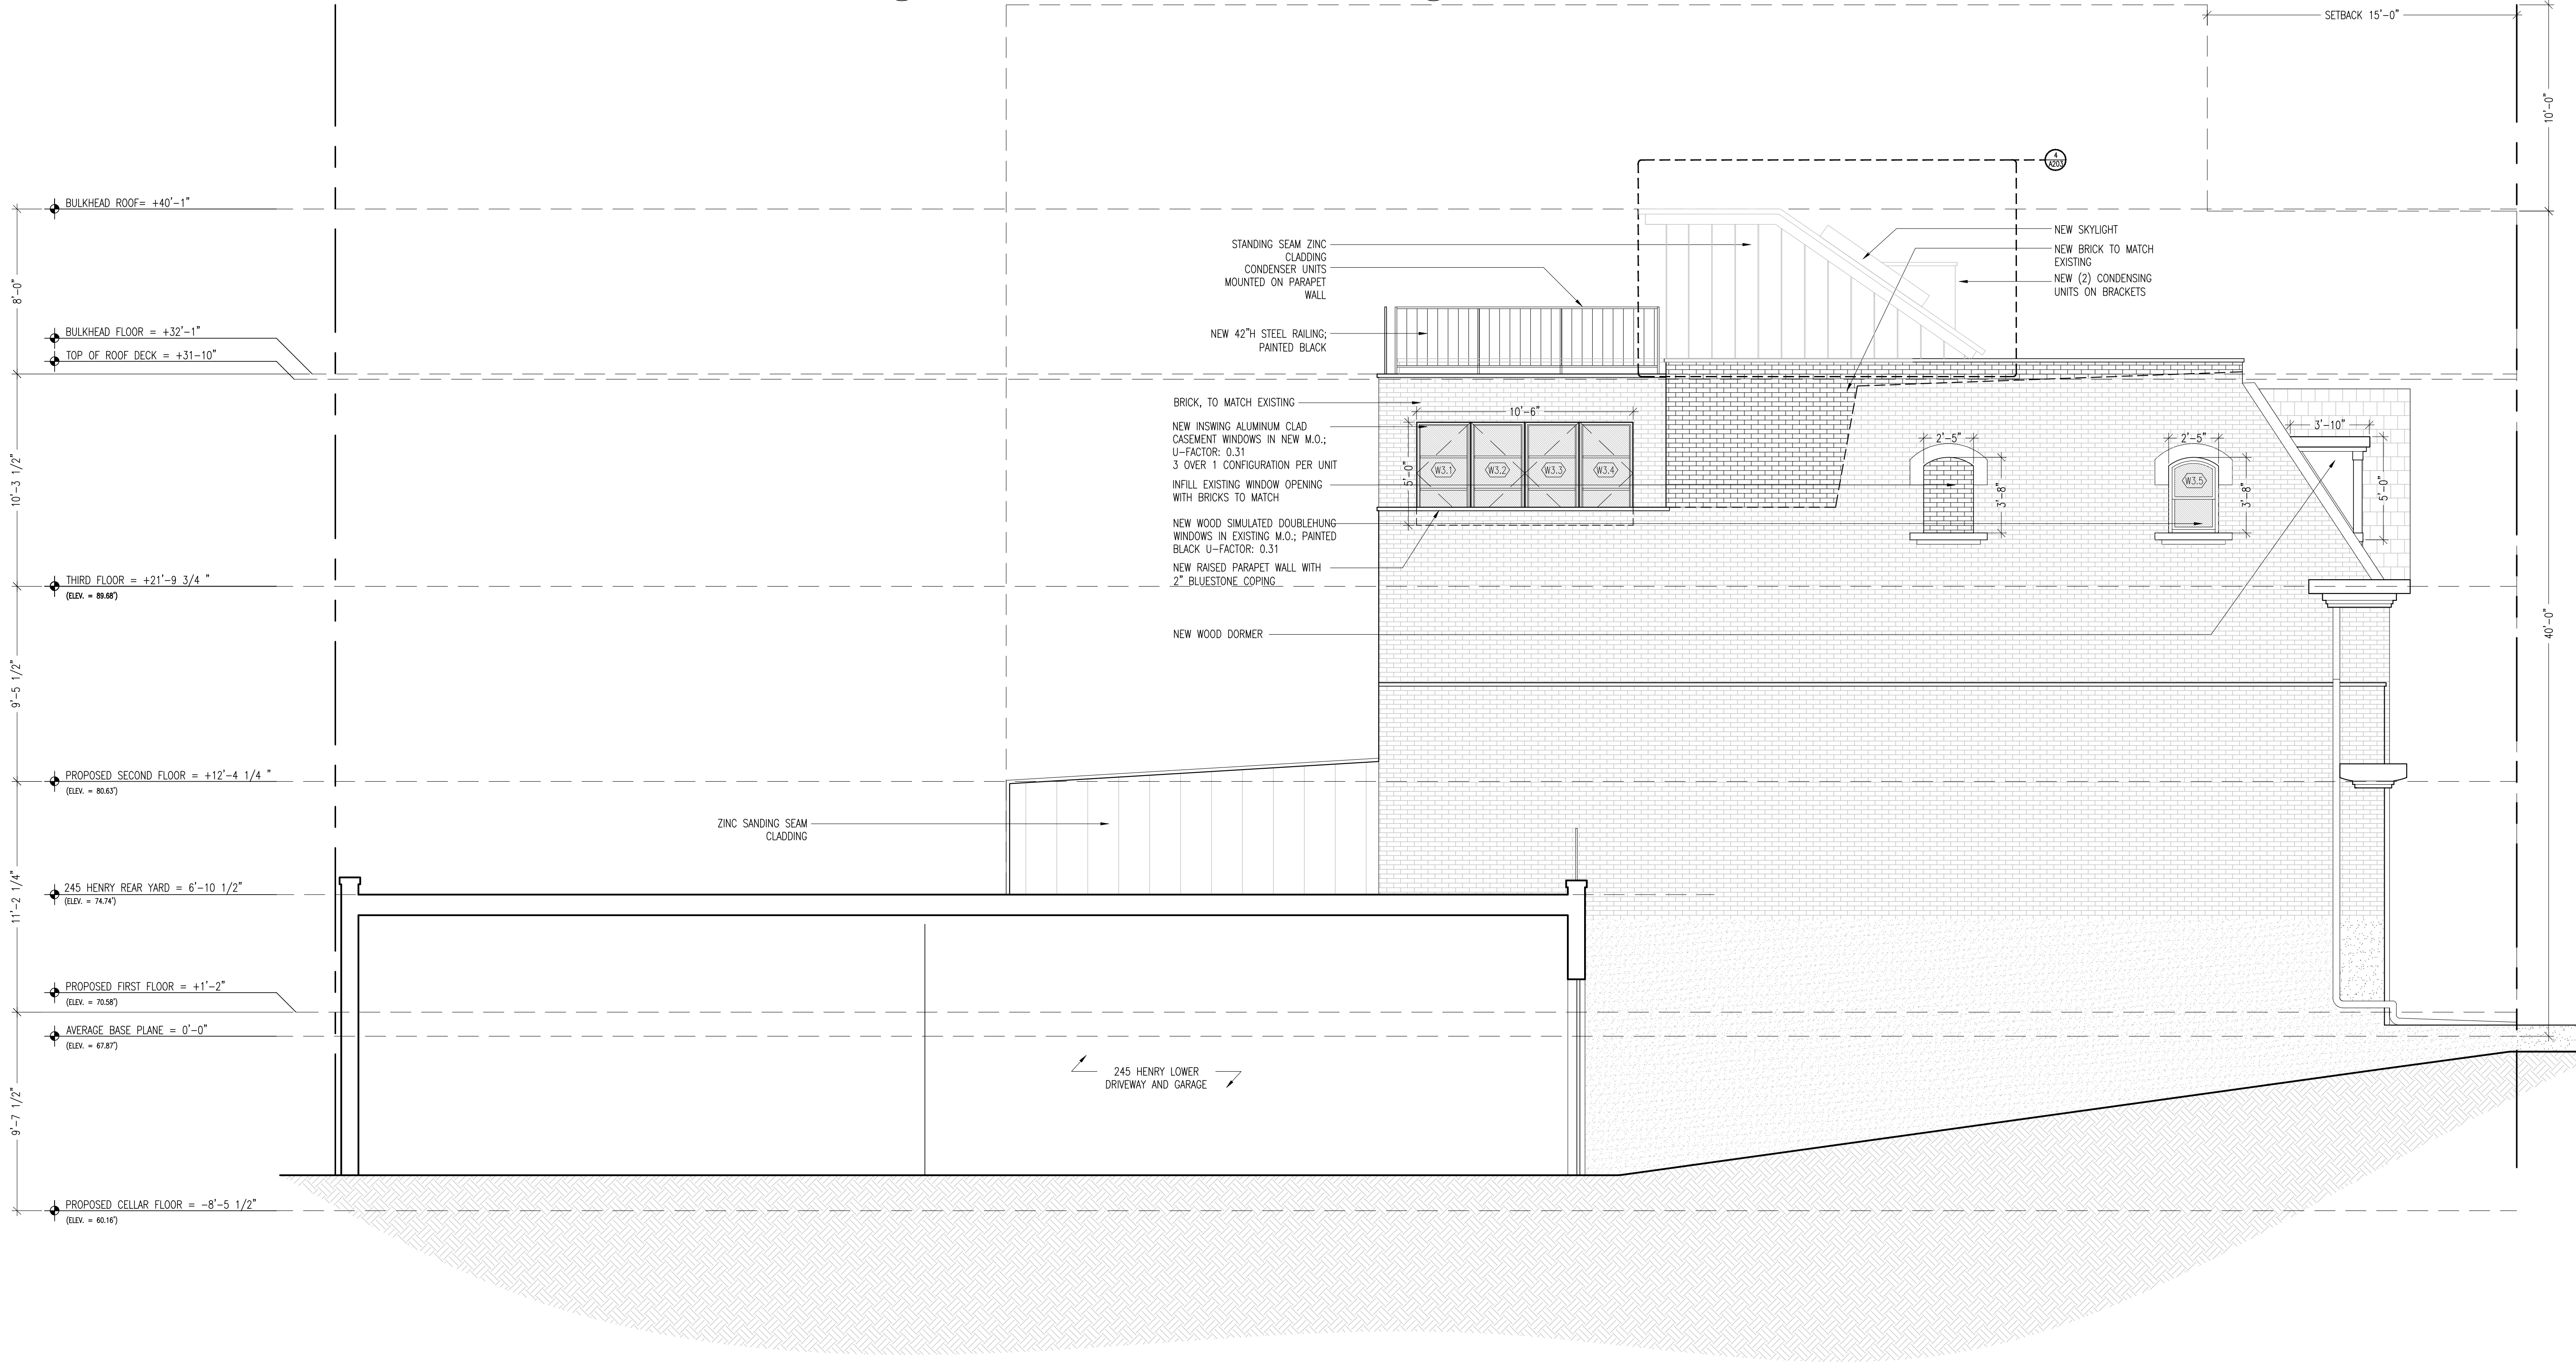 SETBACK 15'-0"
10'-0"
4
A203
BULKHEAD ROOF= +40'-1"
8'-0"
BULKHEAD FLOOR = +32'-1"
TOP OF ROOF DECK = +31-10"
10'-3 1/2"
THIRD FLOOR = +21'-9 3/4 "
(ELEV. = 89.68')
9'-5 1/2"
PROPOSED SECOND FLOOR = +12'-4 1/4 "
(ELEV. = 80.63')
11'-2 1/4"
245 HENRY REAR YARD = 6'-10 1/2"
(ELEV. = 74.74')
PROPOSED FIRST FLOOR = +1'-2"
(ELEV. = 70.58')
AVERAGE BASE PLANE = 0'-0"
(ELEV. = 67.87')
9'-7 1/2"
PROPOSED CELLAR FLOOR = -8'-5 1/2"
(ELEV. = 60.16')
STANDING SEAM ZINC
CLADDING
CONDENSER UNITS
MOUNTED ON PARAPET
WALL
NEW 42"H STEEL RAILING;
PAINTED BLACK
BRICK, TO MATCH EXISTING
NEW INSWING ALUMINUM CLAD
CASEMENT WINDOWS IN NEW M.O.;
U-FACTOR: 0.31
3 OVER 1 CONFIGURATION PER UNIT
INFILL EXISTING WINDOW OPENING
WITH BRICKS TO MATCH
NEW WOOD SIMULATED DOUBLEHUNG
WINDOWS IN EXISTING M.O.; PAINTED
BLACK U-FACTOR: 0.31
NEW RAISED PARAPET WALL WITH
2" BLUESTONE COPING
NEW WOOD DORMER
ZINC SANDING SEAM
CLADDING
245 HENRY LOWER
DRIVEWAY AND GARAGE
10'-6"
5'-0"
W3.1
W3.2
W3.3
W3.4
NEW SKYLIGHT
NEW BRICK TO MATCH
EXISTING
NEW (2) CONDENSING
UNITS ON BRACKETS
2'-5"
3'-8"
2'-5"
W3.5
3'-8"
3'-10"
5'-0"
40'-0"